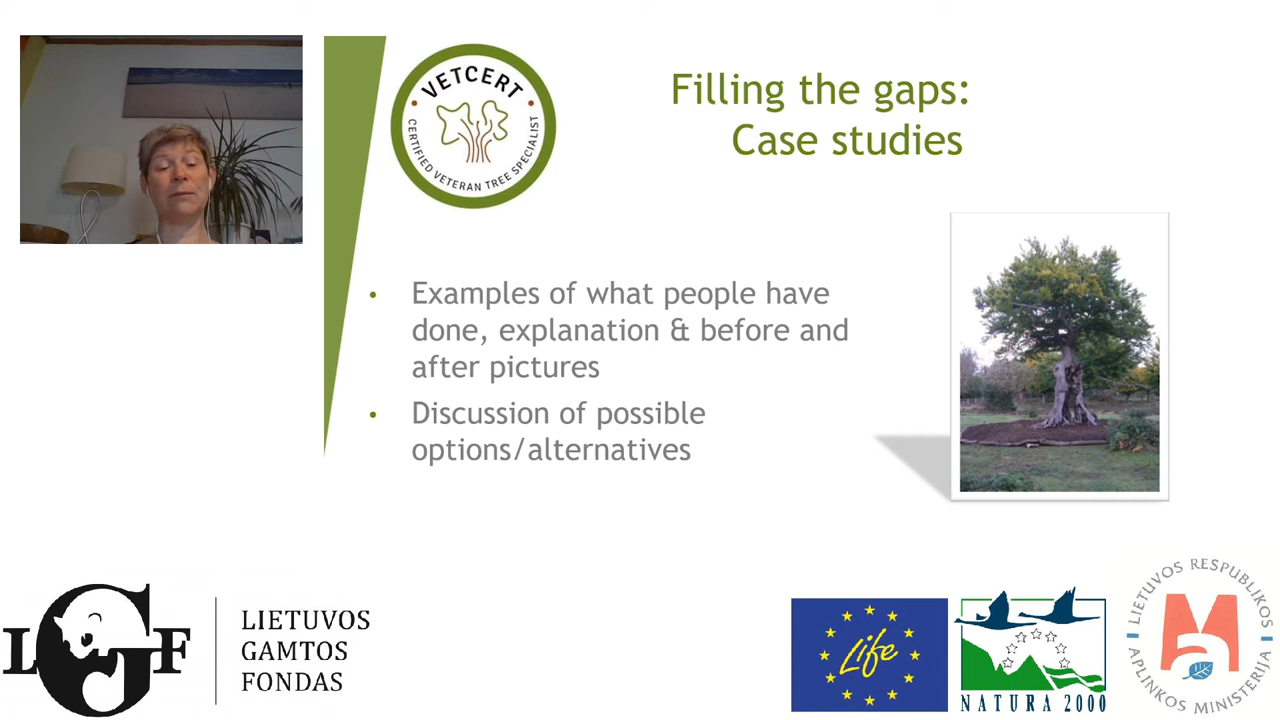 VETCERT
CERTIFIED VETERAN TREE SPECIALIST
Filling the gaps:
Case studies
• Examples of what people have
done, explanation & before and
after pictures
• Discussion of possible
options/alternatives
LGF
LIETUVOS
GAMTOS
FONDAS
Life
NATURA 2000
LIETUVOS RESPUBLIKOS
APLINKOS MINISTERIJA